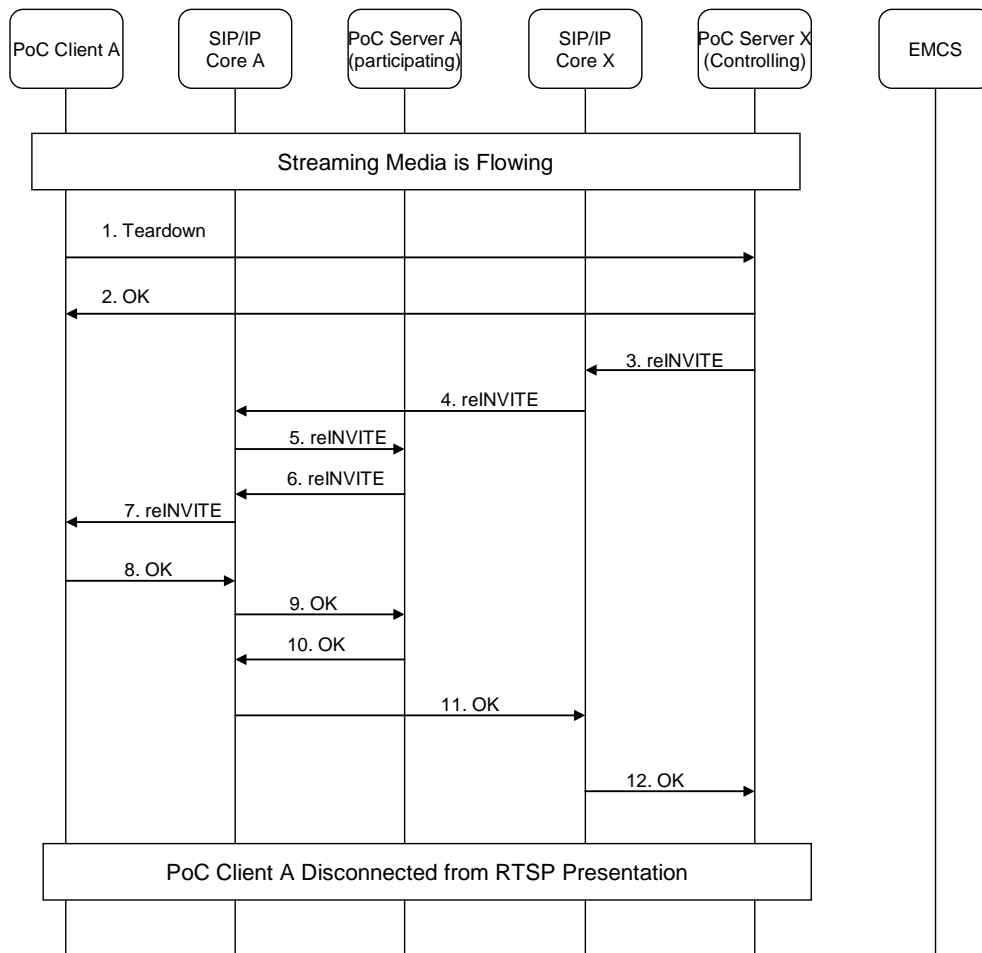 PoC Client A
SIP/IP
Core A
PoC Server A
(participating)
SIP/IP
Core X
PoC Server X
(Controlling)
EMCS
Streaming Media is Flowing
1. Teardown
2. OK
3. reINVITE
4. reINVITE
5. reINVITE
6. reINVITE
7. reINVITE
8. OK
9. OK
10. OK
11. OK
12. OK
PoC Client A Disconnected from RTSP Presentation